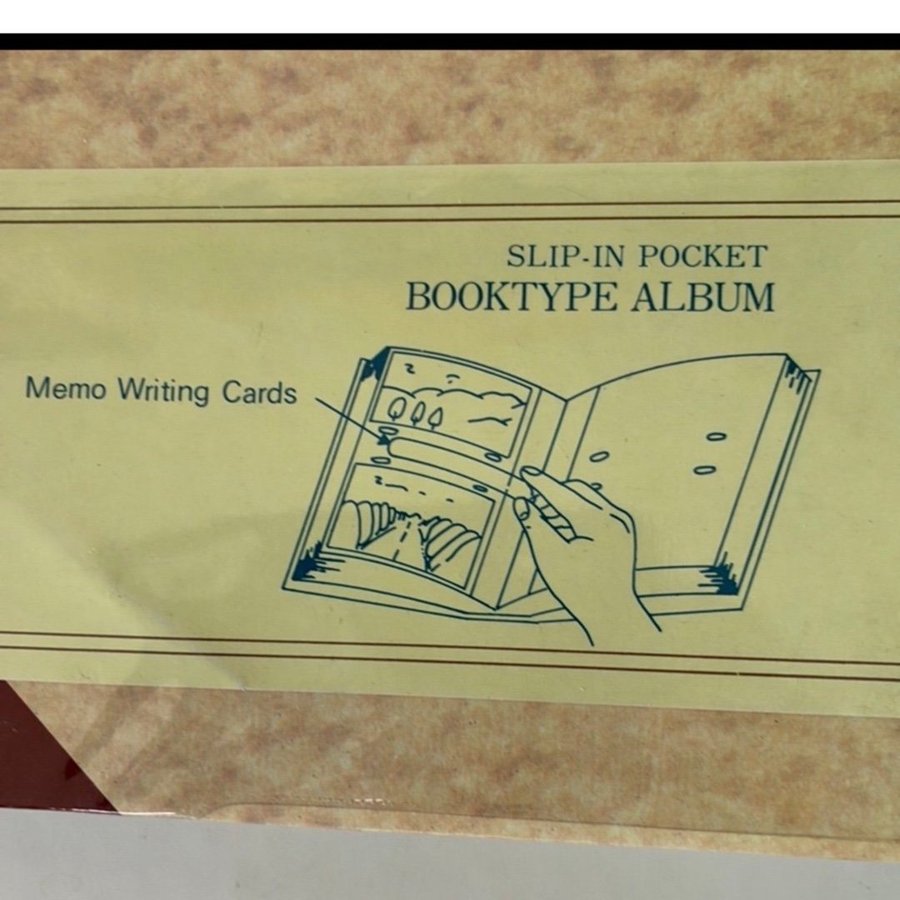 SLIP-IN POCKET
BOOKTYPE ALBUM
Memo Writing Cards